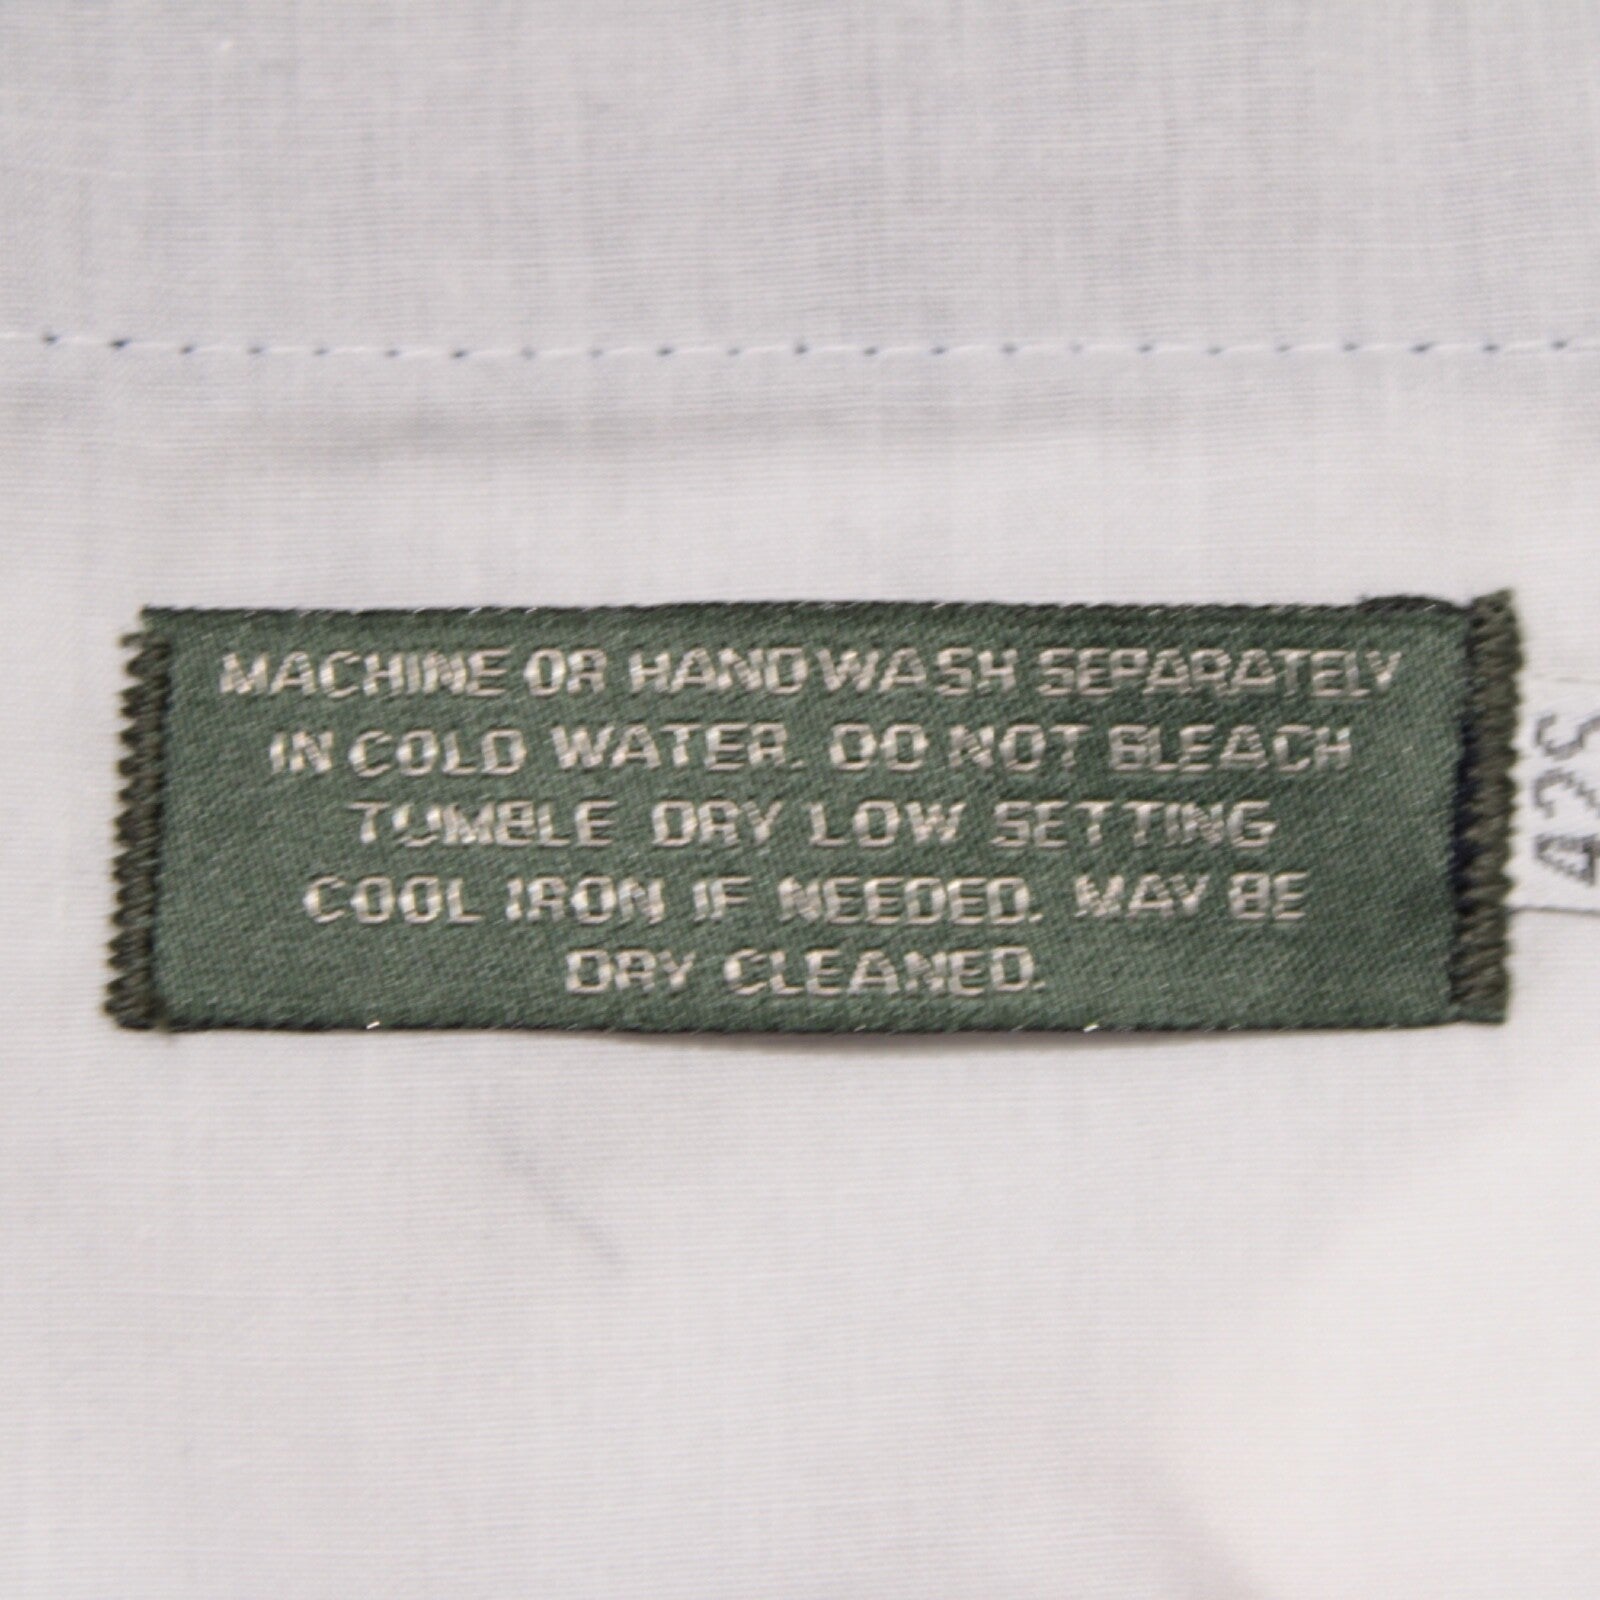 MACHINE OR HANDWASH SEPARATELY
IN COLD WATER. DO NOT BLEACH
TUMBLE DRY LOW SETTING
COOL IRON IF NEEDED. MAY BE
DRY CLEANED.